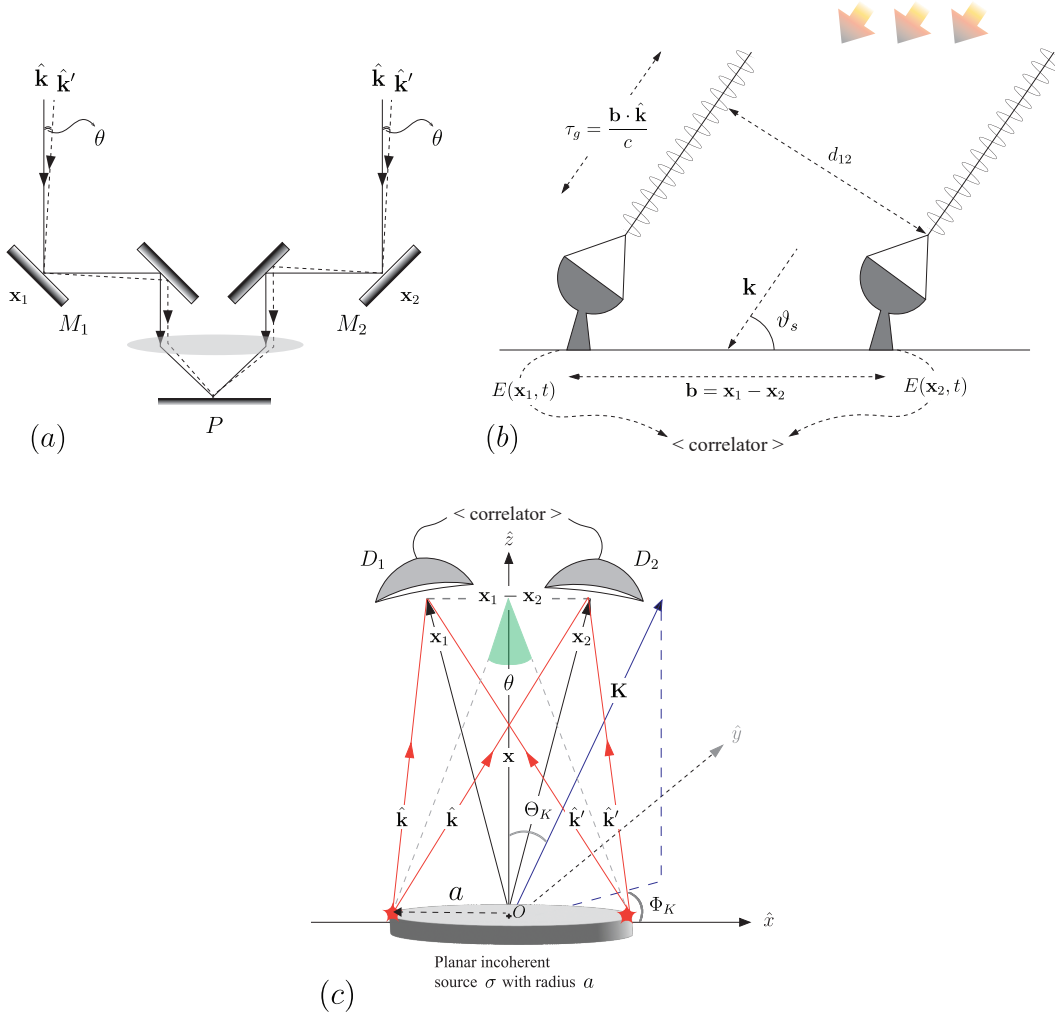 k̂ k̂′
θ
k̂ k̂′
θ
x₁
M₁
M₂
x₂
P
(a)
τ_g = b · k̂ / c
d₁₂
k
ϑ_s
E(x₁, t)
b = x₁ − x₂
E(x₂, t)
< correlator >
(b)
< correlator >
D₁
ẑ
D₂
x₁ − x₂
x₁
x₂
θ
K
x
ŷ
Θ_K
k̂
k̂
k̂′
k̂′
a
O
Φ_K
x̂
Planar incoherent
source σ with radius a
(c)